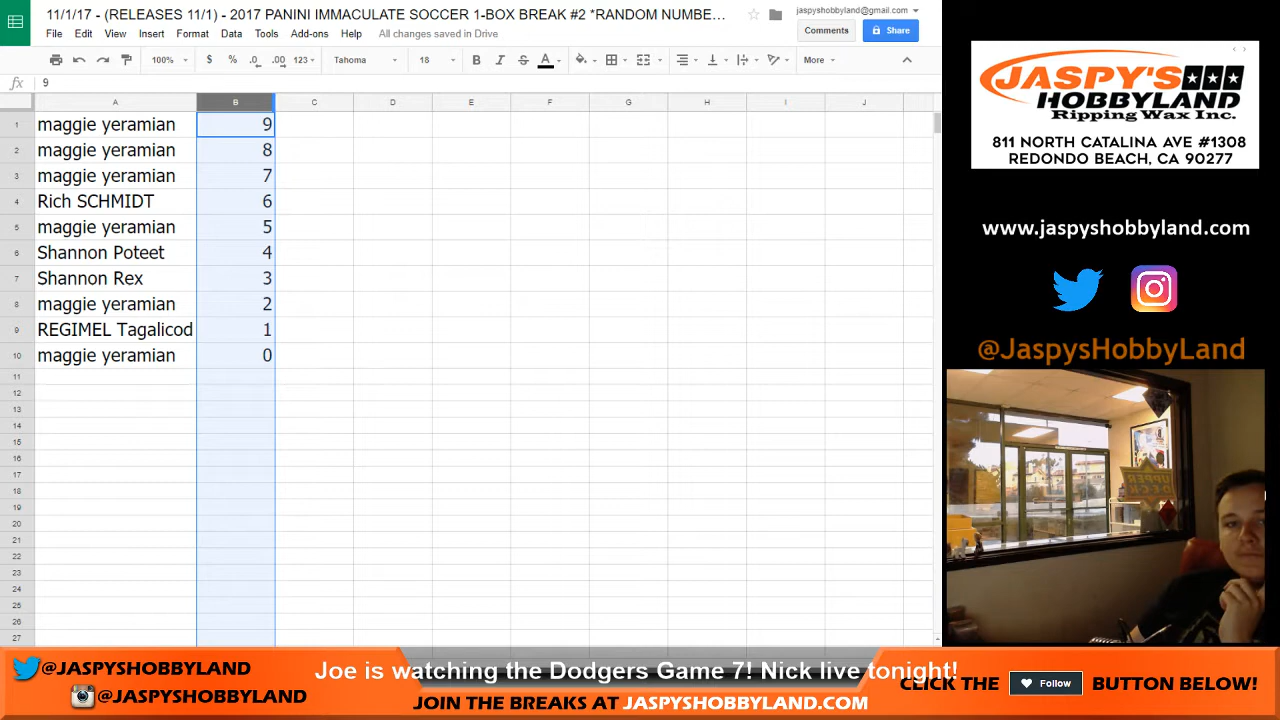 11/1/17 - (RELEASES 11/1) - 2017 PANINI IMMACULATE SOCCER 1-BOX BREAK #2 *RANDOM NUMBE...
jaspyshobbyland@gmail.com
File Edit View Insert Format Data Tools Add-ons Help All changes saved in Drive
Comments
Share
100% $ % .0 .00 123 Tahoma 18 B I S A More
fx 9
A B C D E F G H I J
1 maggie yeramian 9
2 maggie yeramian 8
3 maggie yeramian 7
4 Rich SCHMIDT 6
5 maggie yeramian 5
6 Shannon Poteet 4
7 Shannon Rex 3
8 maggie yeramian 2
9 REGIMEL Tagalicod 1
10 maggie yeramian 0
11
12
13
14
15
16
17
18
19
20
21
22
23
24
25
26
27
JASPY'S
HOBBYLAND
Ripping Wax Inc.
811 NORTH CATALINA AVE #1308
REDONDO BEACH, CA 90277
www.jaspyshobbyland.com
@JaspysHobbyLand
UPPER
DECK
@JASPYSHOBBYLAND
@JASPYSHOBBYLAND
Joe is watching the Dodgers Game 7! Nick live tonight!
JOIN THE BREAKS AT JASPYSHOBBYLAND.COM
CLICK THE Follow BUTTON BELOW!